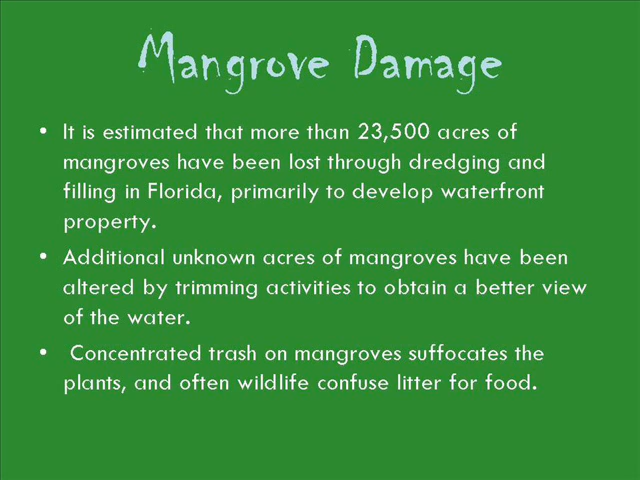 Mangrove Damage
• It is estimated that more than 23,500 acres of
mangroves have been lost through dredging and
filling in Florida, primarily to develop waterfront
property.
• Additional unknown acres of mangroves have been
altered by trimming activities to obtain a better view
of the water.
• Concentrated trash on mangroves suffocates the
plants, and often wildlife confuse litter for food.